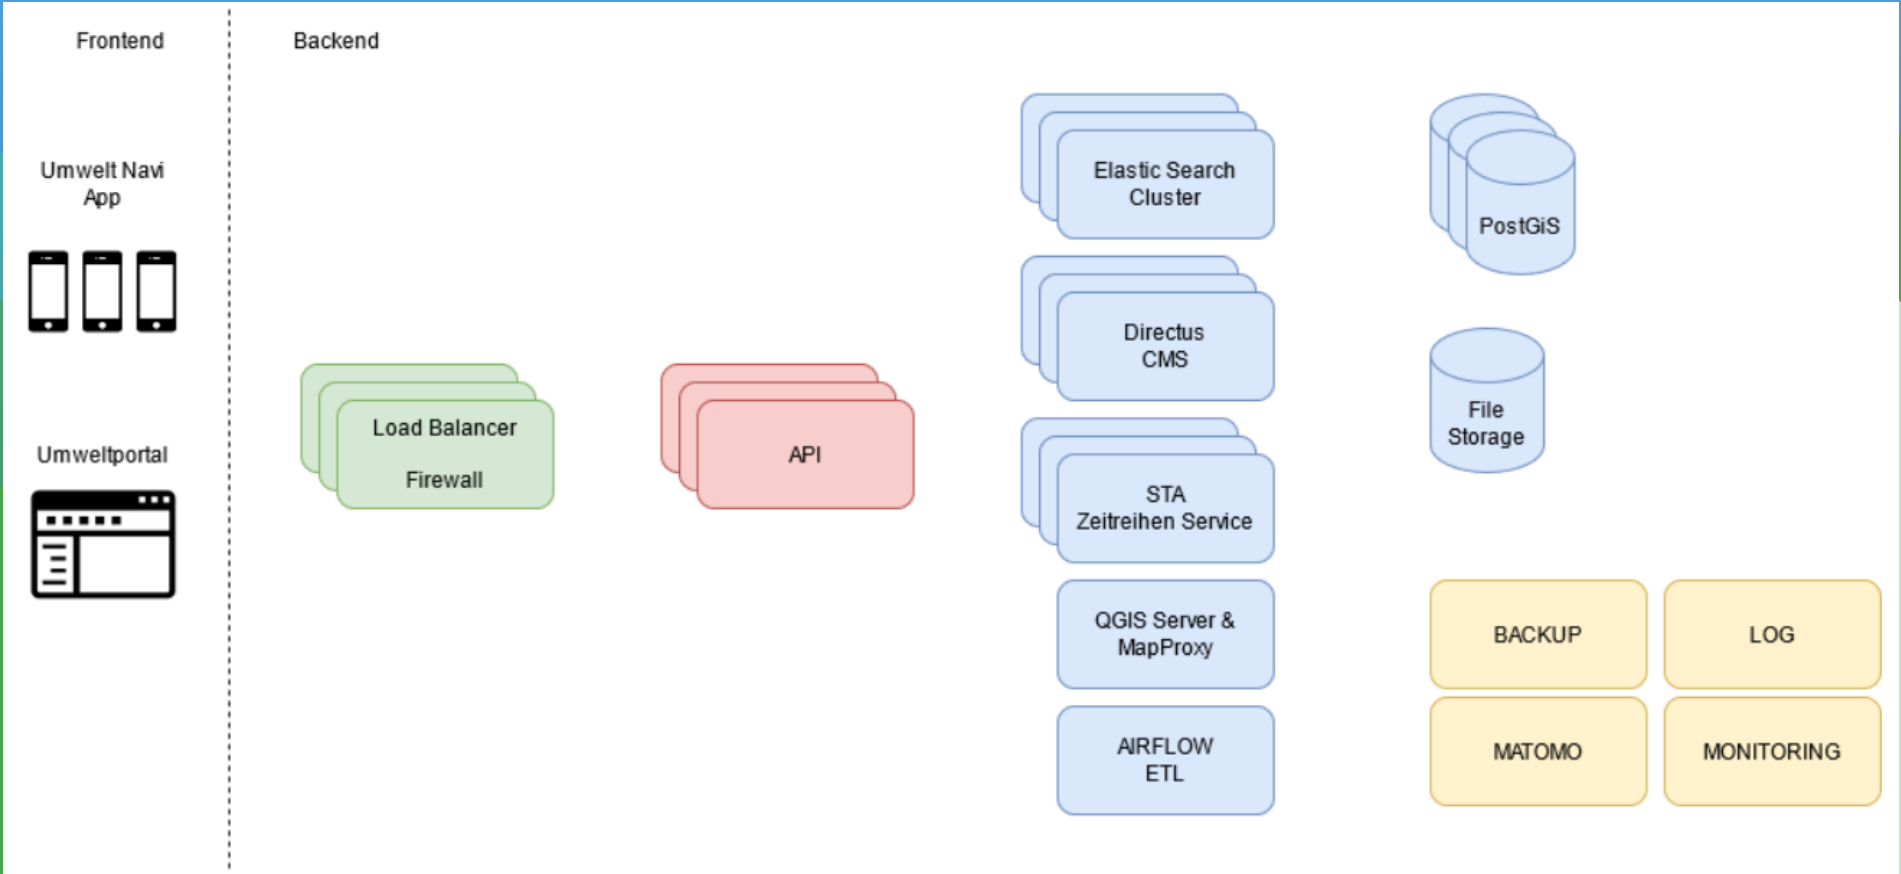 Frontend
Backend
Umwelt Navi
App
Umweltportal
Load Balancer
Firewall
API
Elastic Search
Cluster
Directus
CMS
STA
Zeitreihen Service
QGIS Server &
MapProxy
AIRFLOW
ETL
PostGiS
File
Storage
BACKUP
LOG
MATOMO
MONITORING